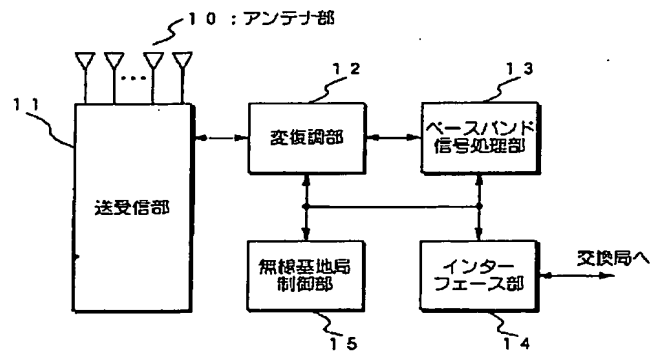 10：アンテナ部
11
12
13
送受信部
変復調部
ベースバンド
信号処理部
無線基地局
制御部
インター
フェース部
交換局へ
15
14